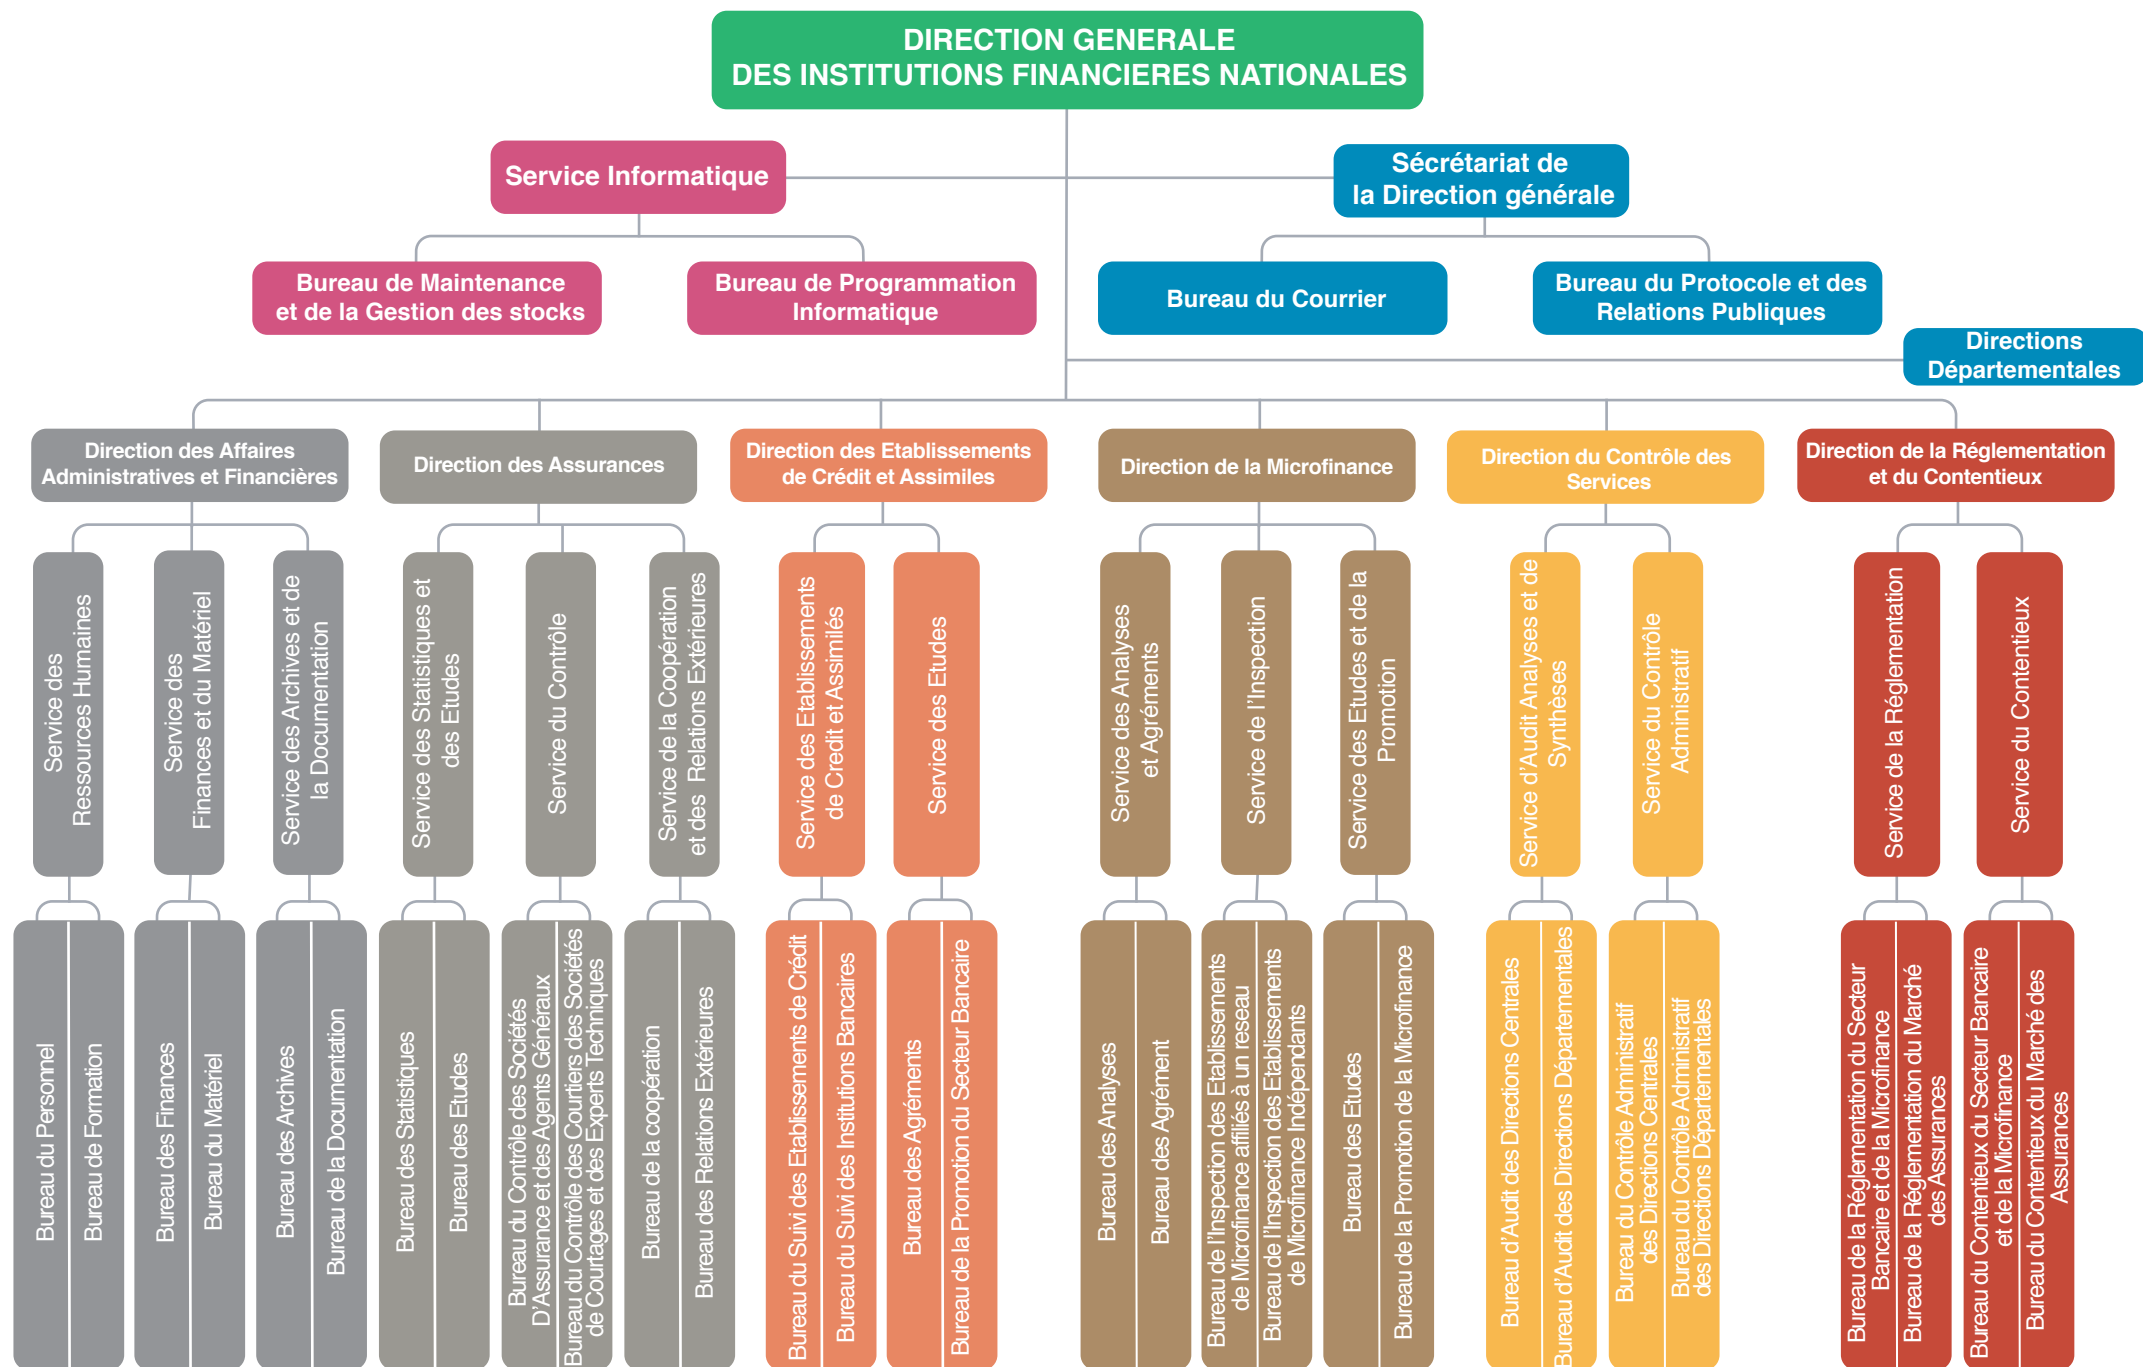 DIRECTION GENERALE
DES INSTITUTIONS FINANCIERES NATIONALES
Service Informatique
Sécrétariat de
la Direction générale
Bureau de Maintenance
et de la Gestion des stocks
Bureau de Programmation
Informatique
Bureau du Courrier
Bureau du Protocole et des
Relations Publiques
Directions
Départementales
Direction des Affaires
Administratives et Financières
Direction des Assurances
Direction des Etablissements
de Crédit et Assimiles
Direction de la Microfinance
Direction du Contrôle des
Services
Direction de la Réglementation
et du Contentieux
Service des
Ressources Humaines
Service des
Finances et du Matériel
Service des Archives et de
la Documentation
Service des Statistiques et
des Etudes
Service du Contrôle
Service de la Coopération
et des Relations Extérieures
Service des Etablissements
de Credit et Assimilés
Service des Etudes
Service des Analyses
et Agréments
Service de l'Inspection
Service des Etudes et de la
Promotion
Service d'Audit Analyses et de
Synthèses
Service du Contrôle
Administratif
Service de la Réglementation
Service du Contentieux
Bureau du Personnel
Bureau de Formation
Bureau des Finances
Bureau du Matériel
Bureau des Archives
Bureau de la Documentation
Bureau des Statistiques
Bureau des Etudes
Bureau du Contrôle des Sociétés
D'Assurance et des Agents Généraux
Bureau du Contrôle des Courtiers des Sociétés
de Courtages et des Experts Techniques
Bureau de la coopération
Bureau des Relations Extérieures
Bureau du Suivi des Etablissements de Crédit
Bureau du Suivi des Institutions Bancaires
Bureau des Agréments
Bureau de la Promotion du Secteur Bancaire
Bureau des Analyses
Bureau des Agrément
Bureau de l'Inspection des Etablissements
de Microfinance affiliés à un reseau
Bureau de l'Inspection des Etablissements
de Microfinance Indépendants
Bureau des Etudes
Bureau de la Promotion de la Microfinance
Bureau d'Audit des Directions Centrales
Bureau d'Audit des Directions Départementales
Bureau du Contrôle Administratif
des Directions Centrales
Bureau du Contrôle Administratif
des Directions Départementales
Bureau de la Réglementation du Secteur
Bancaire et de la Microfinance
Bureau de la Réglementation du Marché
des Assurances
Bureau du Contentieux du Secteur Bancaire
et de la Microfinance
Bureau du Contentieux du Marché des
Assurances